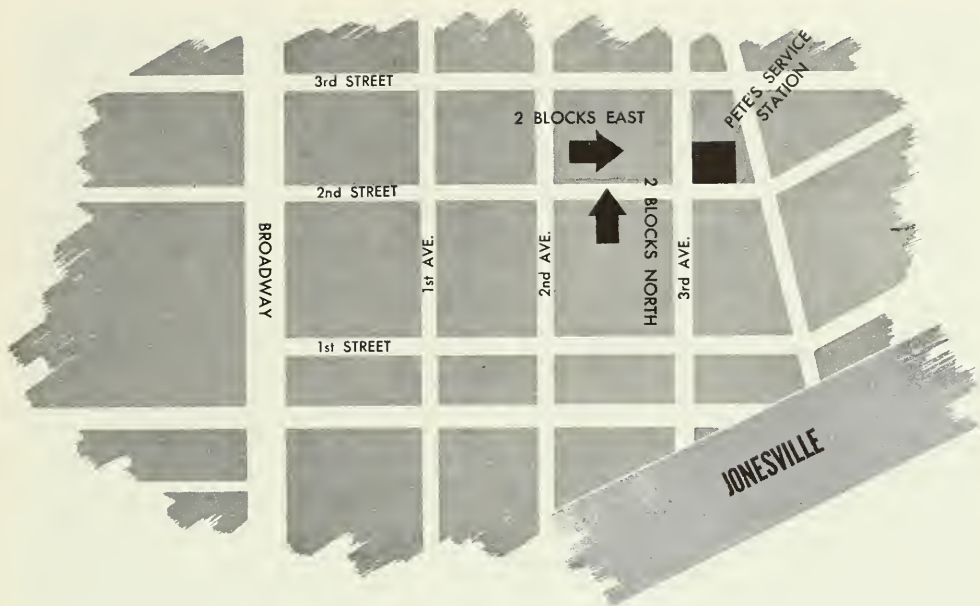 3rd STREET
PETE'S SERVICE
STATION
2 BLOCKS EAST
2nd STREET
2 BLOCKS NORTH
BROADWAY
1st AVE.
2nd AVE.
3rd AVE.
1st STREET
JONESVILLE